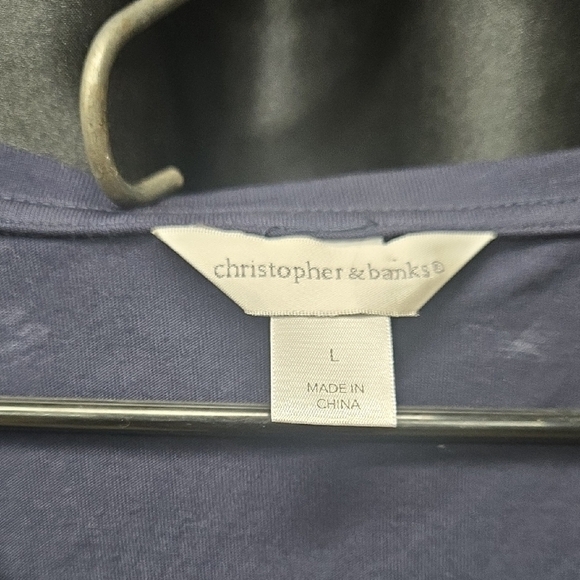 christopher & banks®
L
MADE IN
CHINA